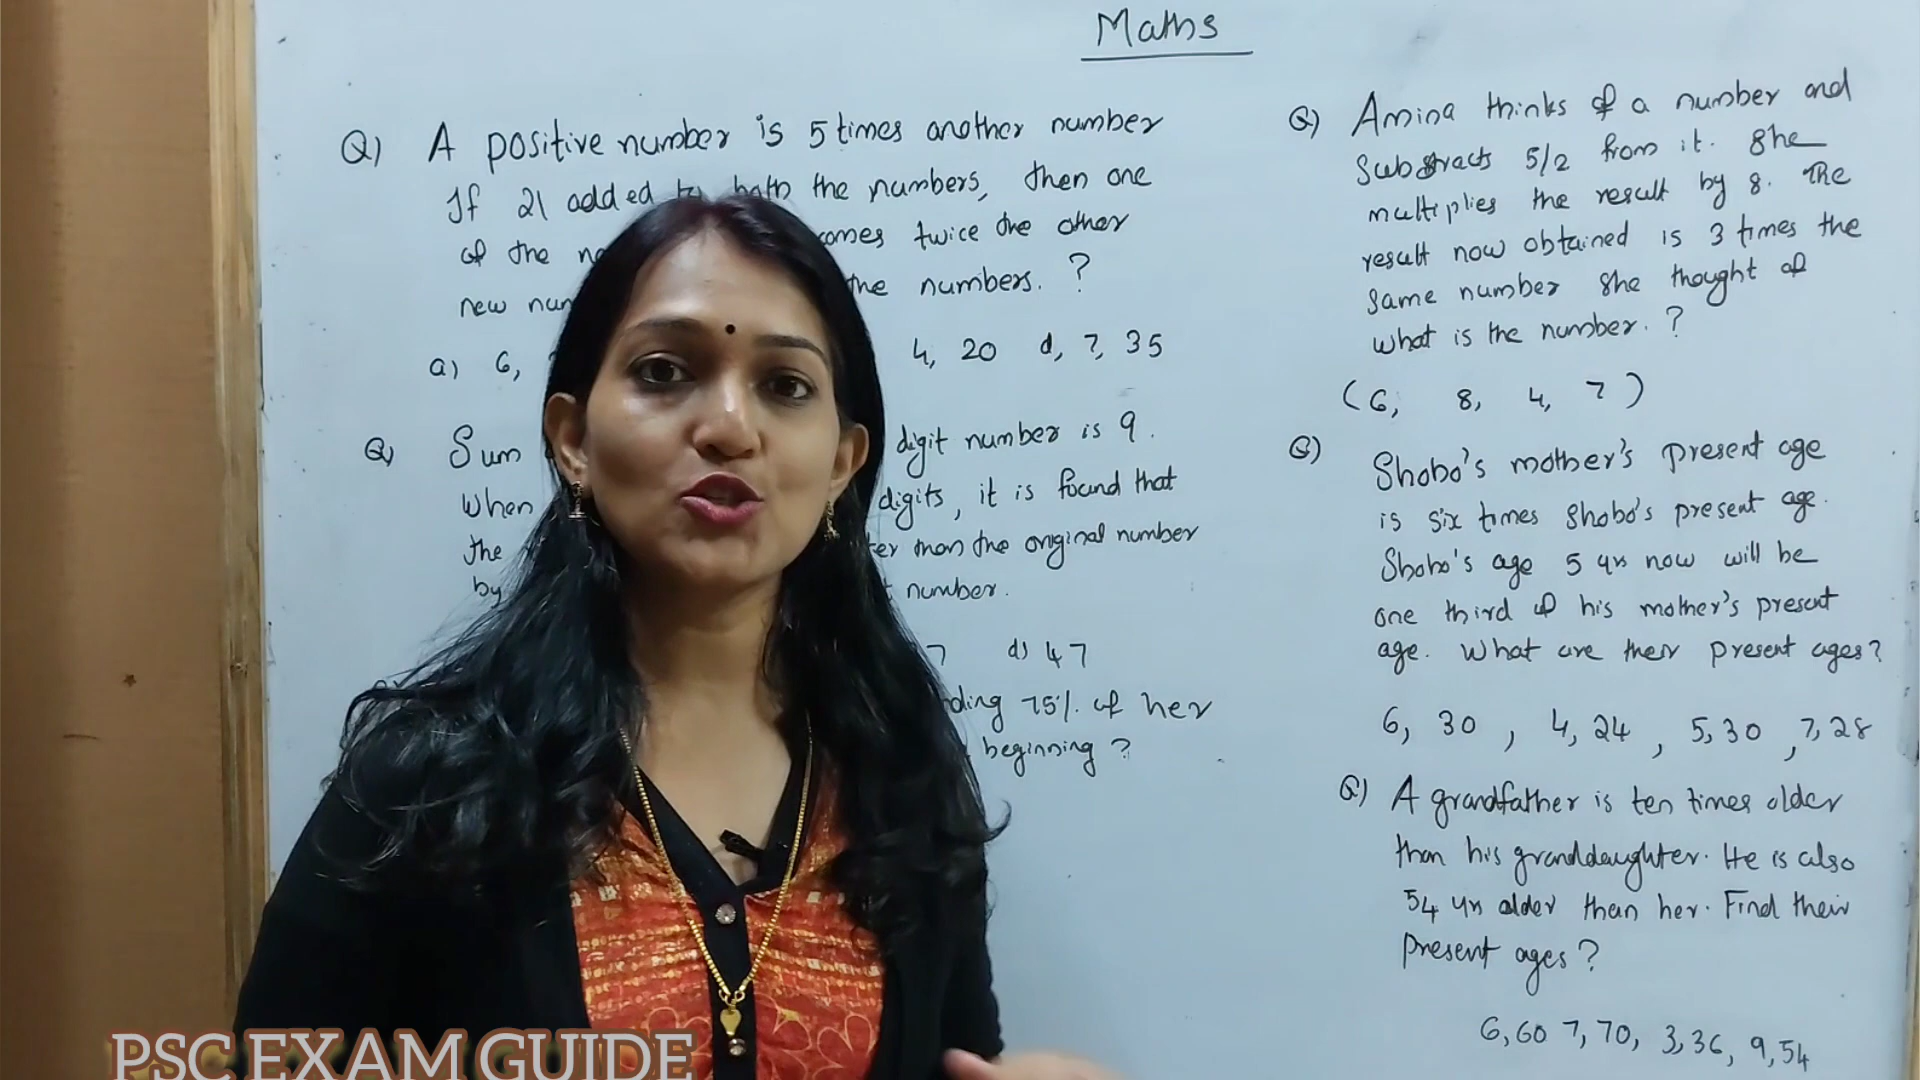 Maths
Q) A positive number is 5 times another number
If 21 added to both the numbers, then one
of the comes twice the other
new the numbers. ?
a) 6, 4, 20 d, 7, 35
Q) Sum digit number is 9.
When digits, it is found that
the than the original number
by number.
7 d) 47
75% of her
beginning ?
Q) Amina thinks of a number and
Substracts 5/2 from it. She
multiplies the result by 8. The
result now obtained is 3 times the
same number she thought of
what is the number. ?
(6, 8, 4, 7)
Q) Shobo's mother's present age
is six times Shobo's present age.
Shobo's age 5 yrs now will be
one third of his mother's present
age. What are their present ages?
6, 30 , 4, 24 , 5, 30 , 7, 28
Q) A grandfather is ten times older
than his granddaughter. He is also
54 yrs older than her. Find their
Present ages?
6, 60 7, 70, 3, 36, 9, 54
PSC EXAM GUIDE